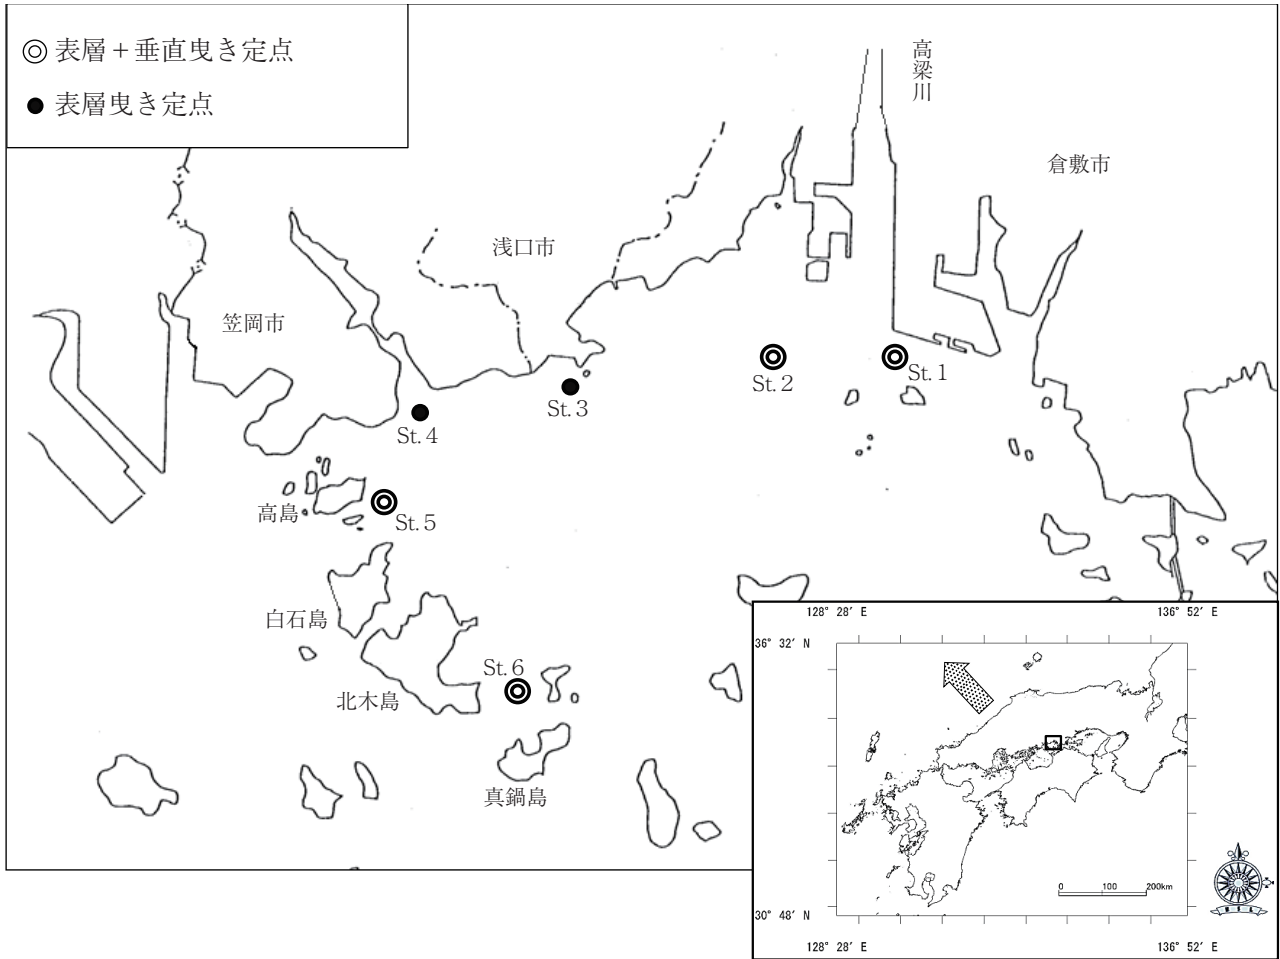 ◎ 表層+垂直曳き定点
● 表層曳き定点
高梁川
倉敷市
浅口市
笠岡市
St. 1
St. 2
St. 3
St. 4
高島
St. 5
白石島
St. 6
北木島
真鍋島
128° 28′ E
136° 52′ E
36° 32′ N
0 100 200km
30° 48′ N
128° 28′ E
136° 52′ E